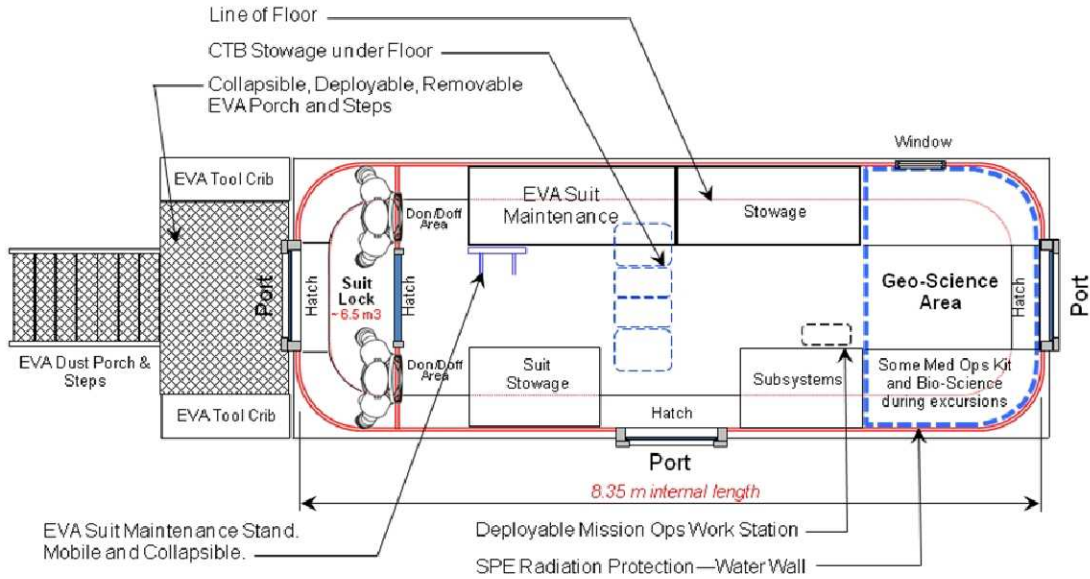 Line of Floor
CTB Stowage under Floor
Collapsible, Deployable, Removable
EVA Porch and Steps
Window
EVA Tool Crib
EVA Suit
Maintenance
Stowage
Don/Doff
Area
Port
Hatch
Suit
Lock
~6.5 m3
Hatch
Geo-Science
Area
Hatch
Port
EVA Dust Porch &
Steps
Don/Doff
Area
Suit
Stowage
Subsystems
Some Med Ops Kit
and Bio-Science
during excursions
EVA Tool Crib
Hatch
Port
8.35 m internal length
EVA Suit Maintenance Stand.
Mobile and Collapsible.
Deployable Mission Ops Work Station
SPE Radiation Protection—Water Wall